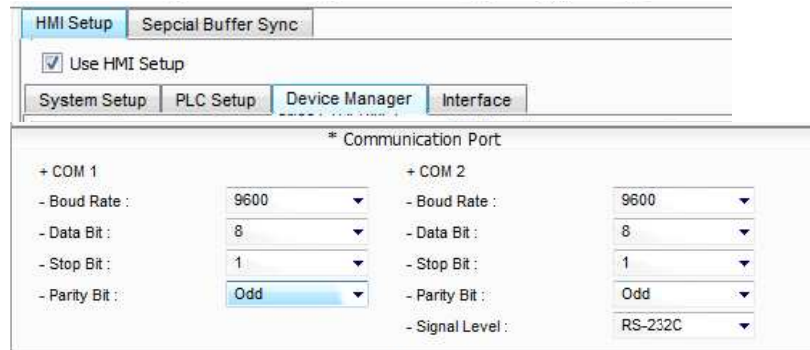 HMI Setup Sepcial Buffer Sync
Use HMI Setup
System Setup PLC Setup Device Manager Interface
* Communication Port
+ COM 1 + COM 2
- Boud Rate : 9600 - Boud Rate : 9600
- Data Bit : 8 - Data Bit : 8
- Stop Bit : 1 - Stop Bit : 1
- Parity Bit : Odd - Parity Bit : Odd
- Signal Level : RS-232C